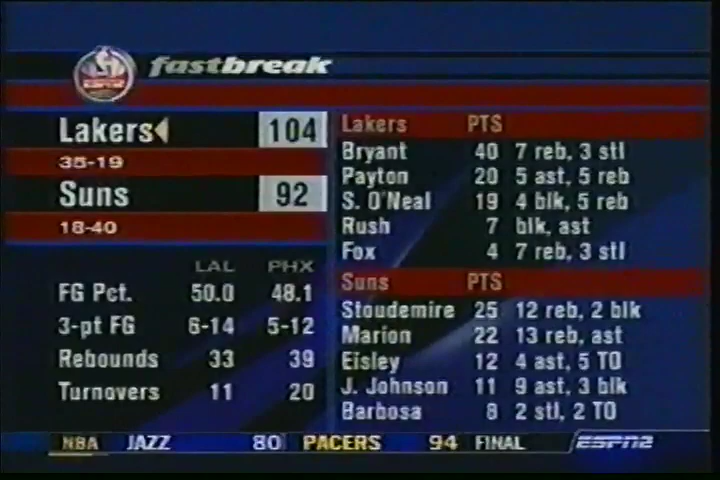 fastbreak
Lakers 104
35-19
Suns 92
18-40
LAL PHX
FG Pct. 50.0 48.1
3-pt FG 6-14 5-12
Rebounds 33 39
Turnovers 11 20
Lakers PTS
Bryant 40 7 reb, 3 stl
Payton 20 5 ast, 5 reb
S. O'Neal 19 4 blk, 5 reb
Rush 7 blk, ast
Fox 4 7 reb, 3 stl
Suns PTS
Stoudemire 25 12 reb, 2 blk
Marion 22 13 reb, ast
Eisley 12 4 ast, 5 TO
J. Johnson 11 9 ast, 3 blk
Barbosa 8 2 stl, 2 TO
NBA JAZZ 80 PACERS 94 FINAL ESPN2